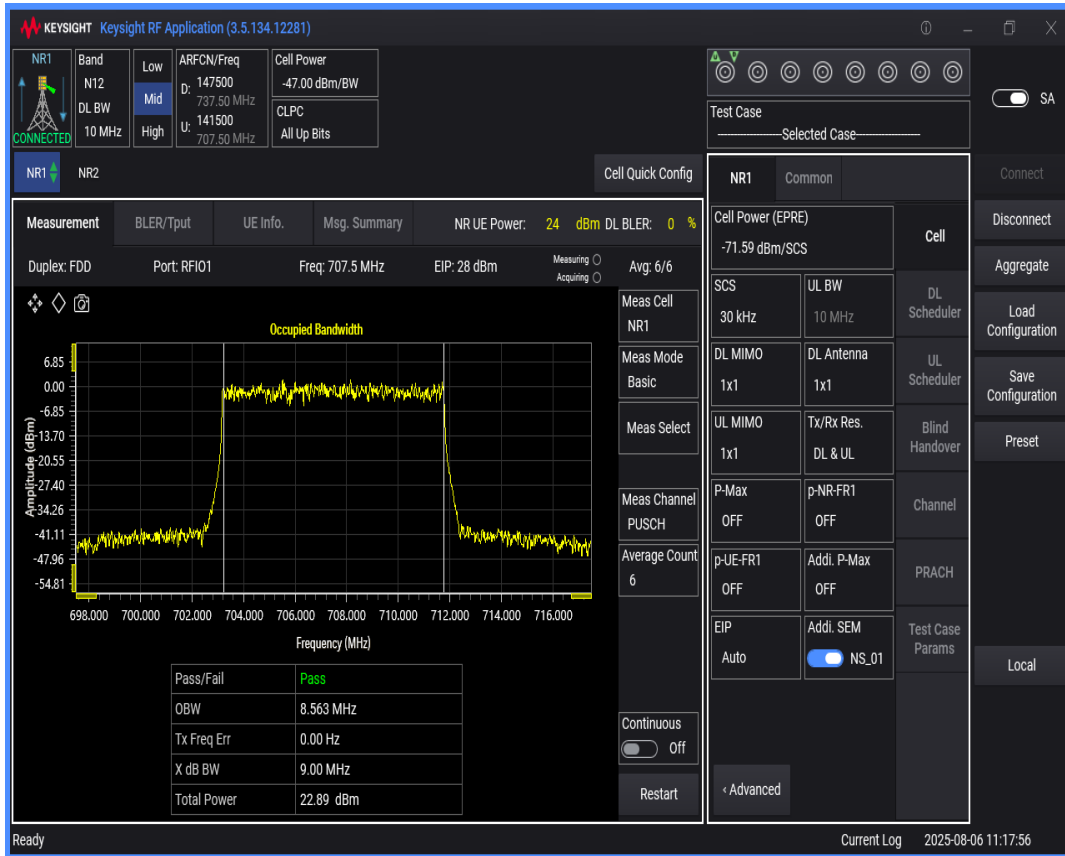 KEYSIGHT Keysight RF Application (3.5.134.12281)
NR1
CONNECTED
Band
N12
DL BW
10 MHz
Low
Mid
High
ARFCN/Freq
D: 147500
737.50 MHz
U: 141500
707.50 MHz
Cell Power
-47.00 dBm/BW
CLPC
All Up Bits
Test Case
Selected Case
SA
NR1 NR2
Cell Quick Config
Measurement BLER/Tput UE Info. Msg. Summary NR UE Power: 24 dBm DL BLER: 0 %
Duplex: FDD Port: RFIO1 Freq: 707.5 MHz EIP: 28 dBm Measuring Avg: 6/6
Acquiring
Occupied Bandwidth
Amplitude (dBm)
6.85
0.00
-6.85
-13.70
-20.55
-27.40
-34.26
-41.11
-47.96
-54.81
698.000 700.000 702.000 704.000 706.000 708.000 710.000 712.000 714.000 716.000
Frequency (MHz)
Pass/Fail Pass
OBW 8.563 MHz
Tx Freq Err 0.00 Hz
X dB BW 9.00 MHz
Total Power 22.89 dBm
Meas Cell
NR1
Meas Mode
Basic
Meas Select
Meas Channel
PUSCH
Average Count
6
Continuous
Off
Restart
NR1 Common
Cell Power (EPRE)
-71.59 dBm/SCS
SCS
30 kHz
UL BW
10 MHz
DL MIMO
1x1
DL Antenna
1x1
UL MIMO
1x1
Tx/Rx Res.
DL & UL
P-Max
OFF
p-NR-FR1
OFF
p-UE-FR1
OFF
Addi. P-Max
OFF
EIP
Auto
Addi. SEM
NS_01
‹ Advanced
Cell
DL
Scheduler
UL
Scheduler
Blind
Handover
Channel
PRACH
Test Case
Params
Connect
Disconnect
Aggregate
Load
Configuration
Save
Configuration
Preset
Local
Ready Current Log 2025-08-06 11:17:56